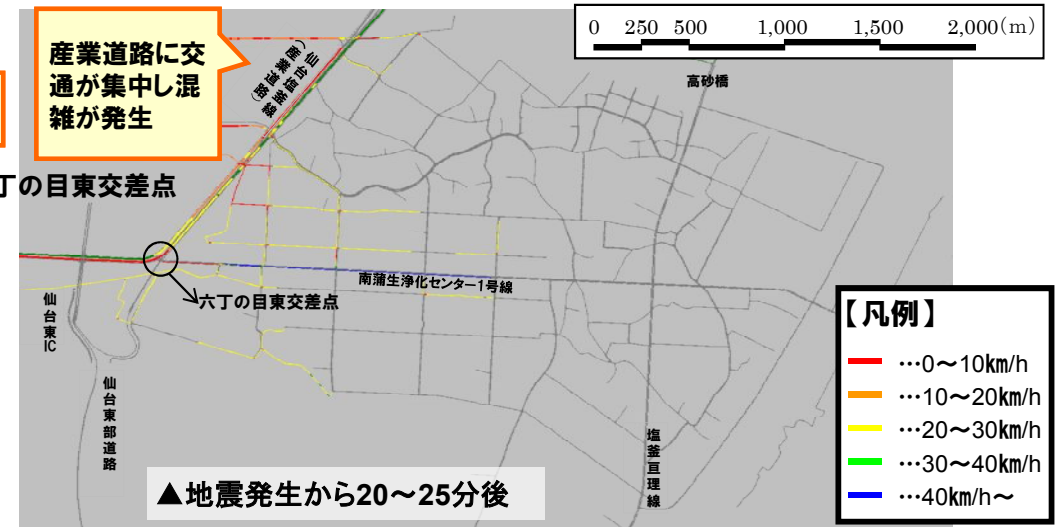 0 250 500 1,000 1,500 2,000(m)
産業道路に交
通が集中し混
雑が発生
仙台塩釜線
(産業道路)
高砂橋
丁の目東交差点
六丁の目東交差点
南蒲生浄化センター1号線
仙台東IC
仙台東部道路
塩釜亘理線
▲地震発生から20～25分後
【凡例】
…0～10km/h
…10～20km/h
…20～30km/h
…30～40km/h
…40km/h～